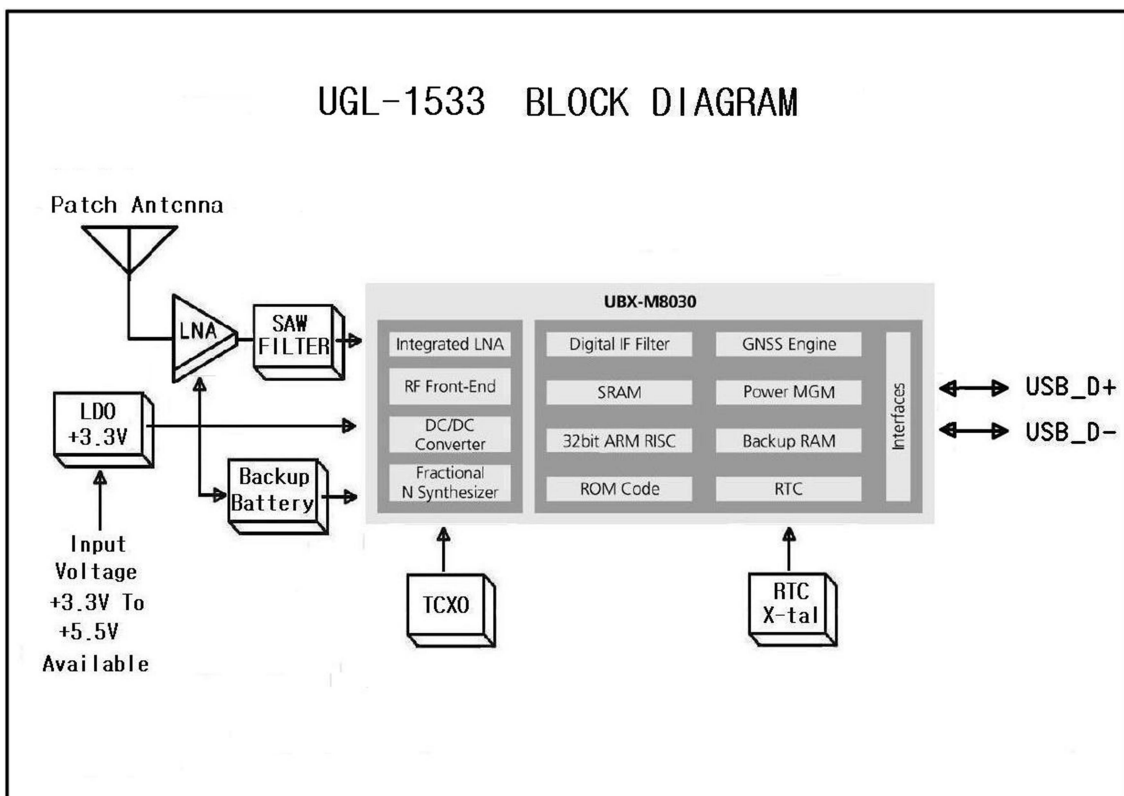 UGL-1533 BLOCK DIAGRAM
Patch Antenna
LNA
SAW
FILTER
LDO
+3.3V
Backup
Battery
Input
Voltage
+3.3V To
+5.5V
Available
UBX-M8030
Integrated LNA
RF Front-End
DC/DC
Converter
Fractional
N Synthesizer
Digital IF Filter
SRAM
32bit ARM RISC
ROM Code
GNSS Engine
Power MGM
Backup RAM
RTC
Interfaces
USB_D+
USB_D-
TCXO
RTC
X-tal